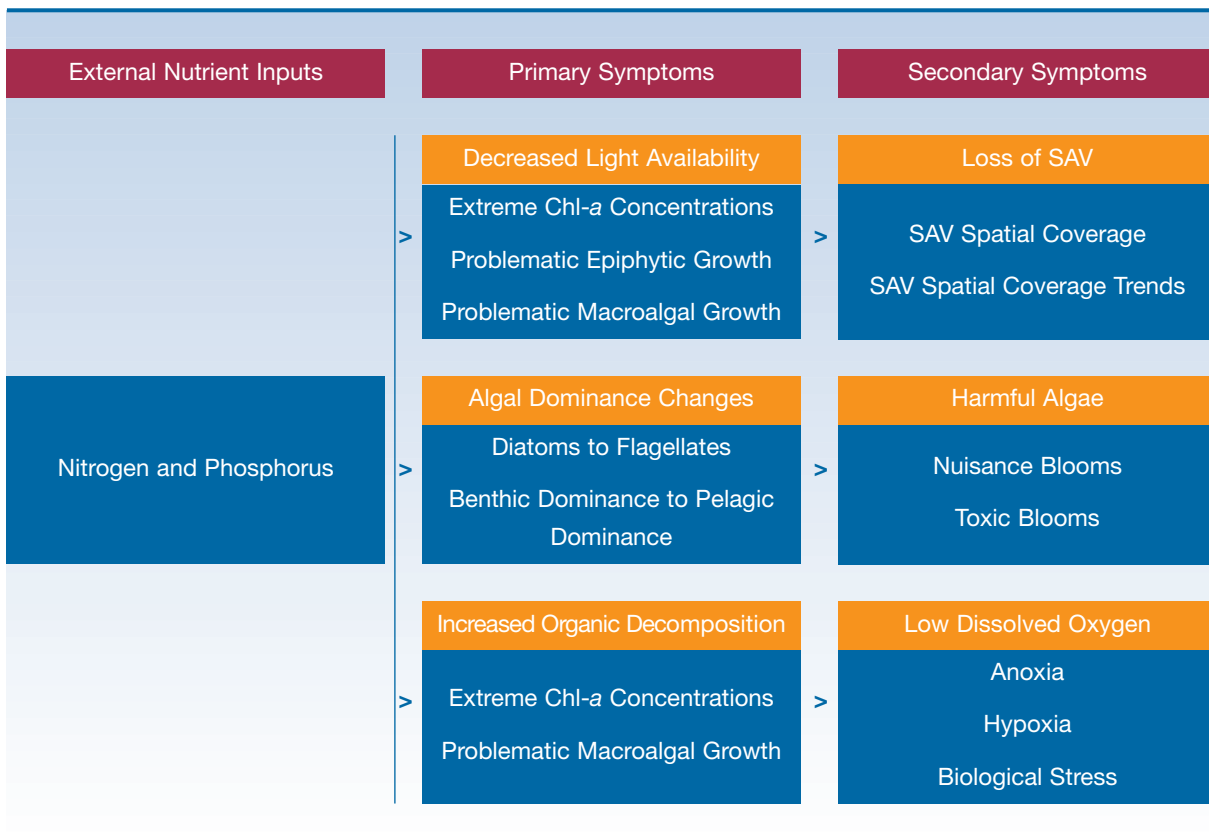 External Nutrient Inputs
Primary Symptoms
Secondary Symptoms
Nitrogen and Phosphorus
>
Decreased Light Availability
Extreme Chl-a Concentrations
Problematic Epiphytic Growth
Problematic Macroalgal Growth
>
Loss of SAV
SAV Spatial Coverage
SAV Spatial Coverage Trends
>
Algal Dominance Changes
Diatoms to Flagellates
Benthic Dominance to Pelagic
Dominance
>
Harmful Algae
Nuisance Blooms
Toxic Blooms
>
Increased Organic Decomposition
Extreme Chl-a Concentrations
Problematic Macroalgal Growth
>
Low Dissolved Oxygen
Anoxia
Hypoxia
Biological Stress